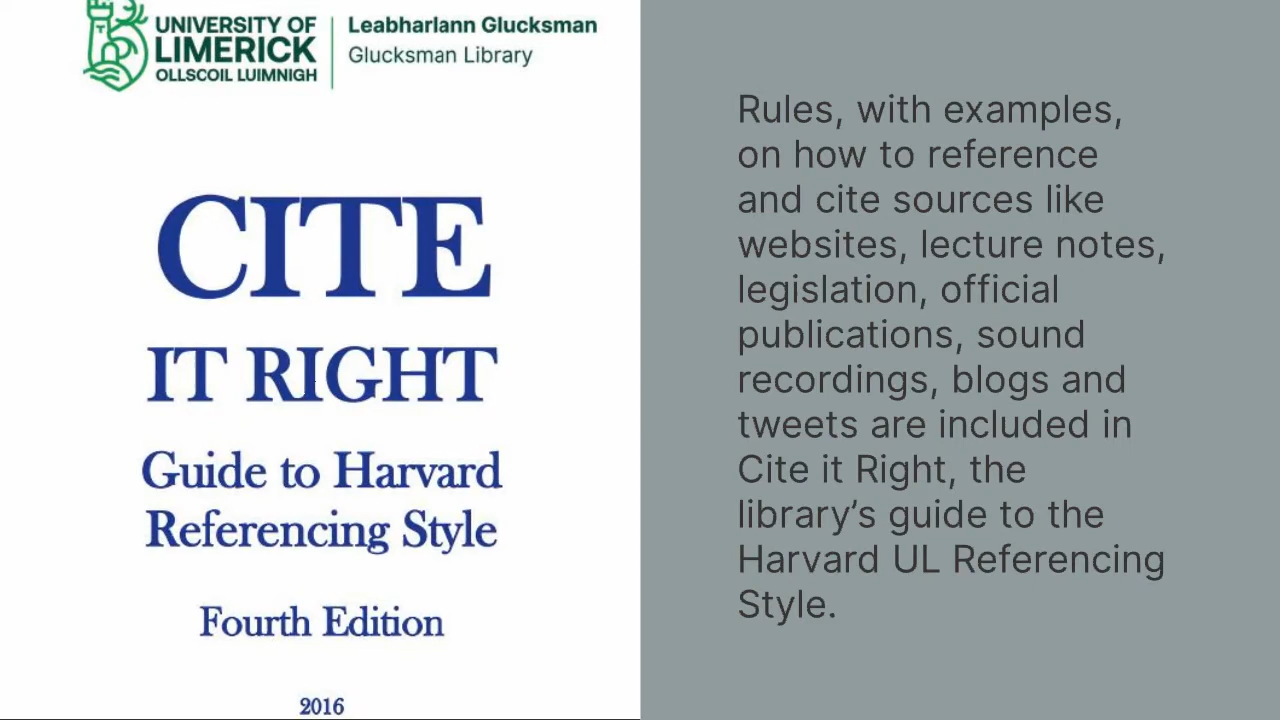 UNIVERSITY OF
LIMERICK
OLLSCOIL LUIMNIGH
Leabharlann Glucksman
Glucksman Library
CITE
IT RIGHT
Guide to Harvard
Referencing Style
Fourth Edition
2016
Rules, with examples,
on how to reference
and cite sources like
websites, lecture notes,
legislation, official
publications, sound
recordings, blogs and
tweets are included in
Cite it Right, the
library’s guide to the
Harvard UL Referencing
Style.